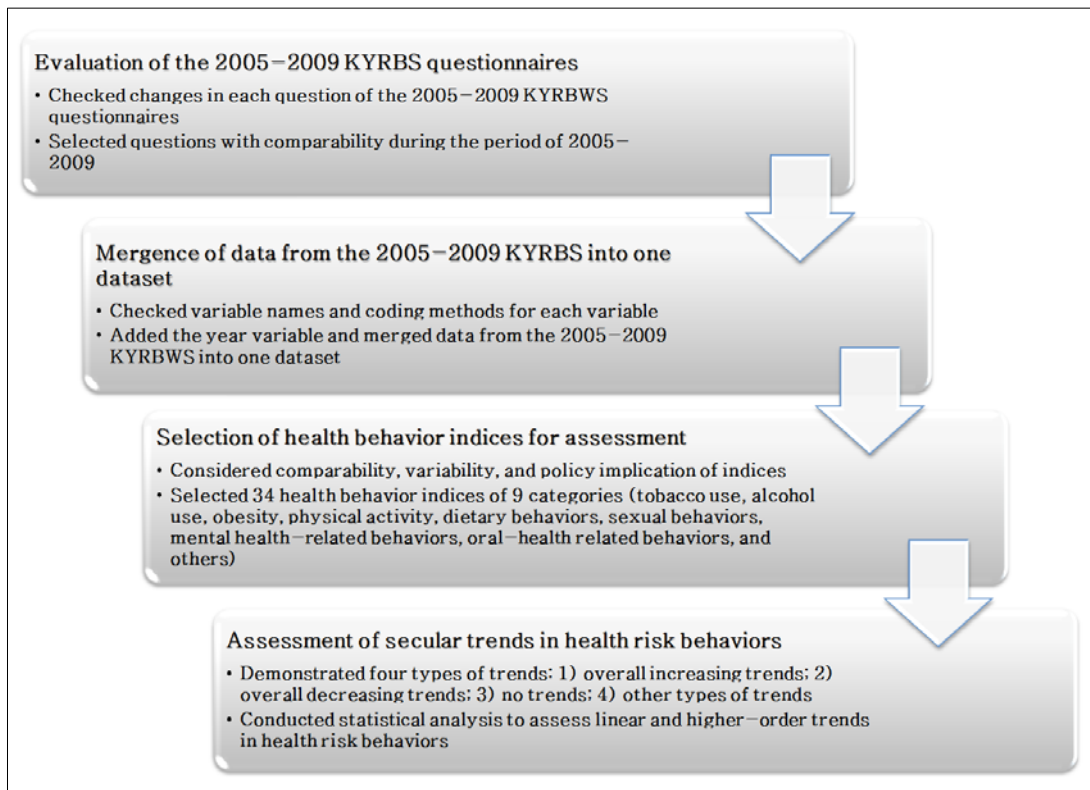 Evaluation of the 2005-2009 KYRBS questionnaires
• Checked changes in each question of the 2005-2009 KYRBWS
questionnaires
• Selected questions with comparability during the period of 2005-
2009
Mergence of data from the 2005-2009 KYRBS into one
dataset
• Checked variable names and coding methods for each variable
• Added the year variable and merged data from the 2005-2009
KYRBWS into one dataset
Selection of health behavior indices for assessment
• Considered comparability, variability, and policy implication of indices
• Selected 34 health behavior indices of 9 categories (tobacco use, alcohol
use, obesity, physical activity, dietary behaviors, sexual behaviors,
mental health-related behaviors, oral-health related behaviors, and
others)
Assessment of secular trends in health risk behaviors
• Demonstrated four types of trends: 1) overall increasing trends; 2)
overall decreasing trends; 3) no trends; 4) other types of trends
• Conducted statistical analysis to assess linear and higher-order trends
in health risk behaviors